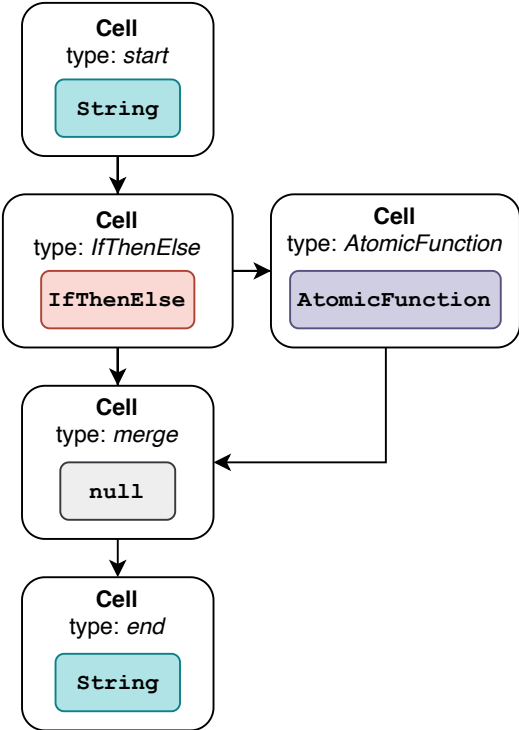 Cell
type: start
String
Cell
type: IfThenElse
IfThenElse
Cell
type: AtomicFunction
AtomicFunction
Cell
type: merge
null
Cell
type: end
String